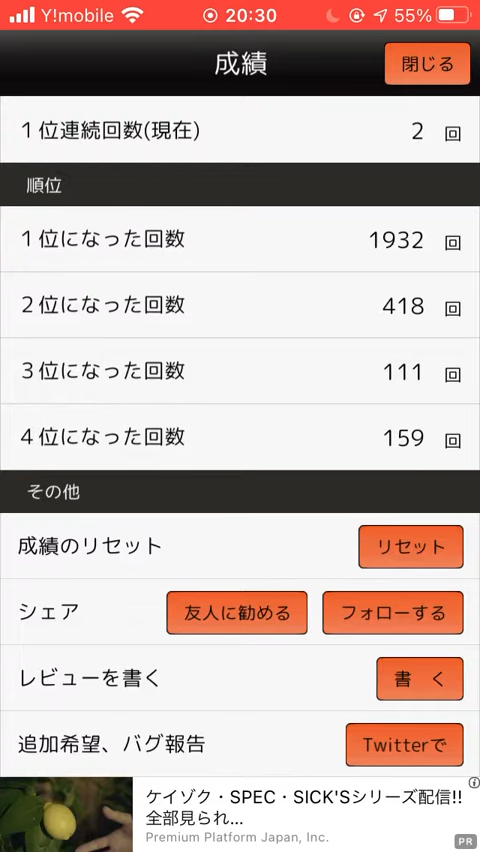 Y!mobile 20:30 55%
成績 閉じる
１位連続回数(現在) 2 回
順位
１位になった回数 1932 回
２位になった回数 418 回
３位になった回数 111 回
４位になった回数 159 回
その他
成績のリセット リセット
シェア 友人に勧める フォローする
レビューを書く 書　く
追加希望、バグ報告 Twitterで
ケイゾク・SPEC・SICK'Sシリーズ配信!!
全部見られ...
Premium Platform Japan, Inc. PR